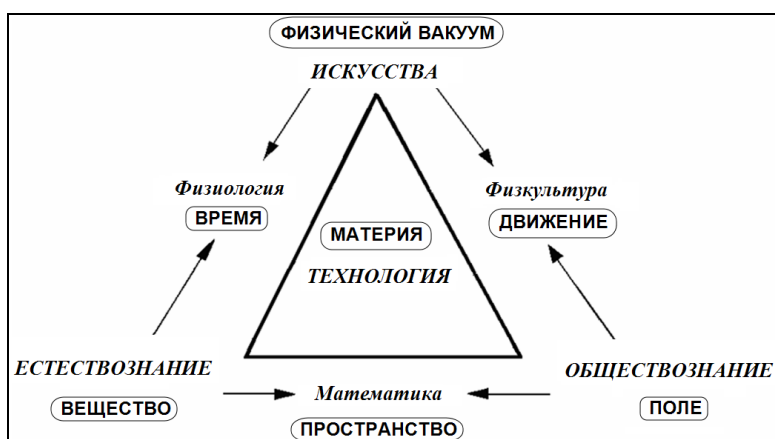 ФИЗИЧЕСКИЙ ВАКУУМ
ИСКУССТВА
Физиология
ВРЕМЯ
Физкультура
ДВИЖЕНИЕ
МАТЕРИЯ
ТЕХНОЛОГИЯ
ЕСТЕСТВОЗНАНИЕ
ВЕЩЕСТВО
Математика
ПРОСТРАНСТВО
ОБЩЕСТВОЗНАНИЕ
ПОЛЕ